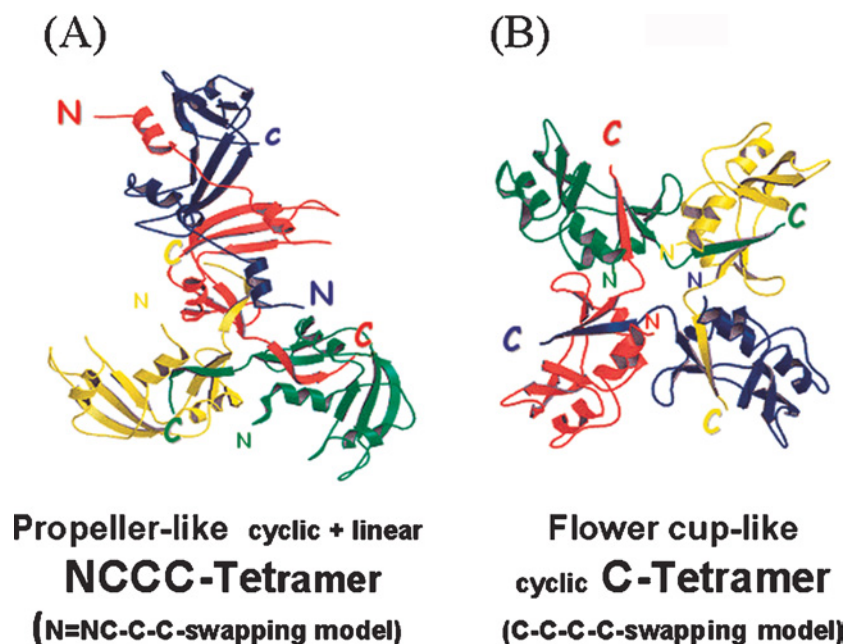 (A)
N
C
C
N
N
C
C
N
Propeller-like cyclic + linear
NCCC-Tetramer
(N=NC-C-C-swapping model)
(B)
C
C
N
N
N
C
N
C
Flower cup-like
cyclic C-Tetramer
(C-C-C-C-swapping model)